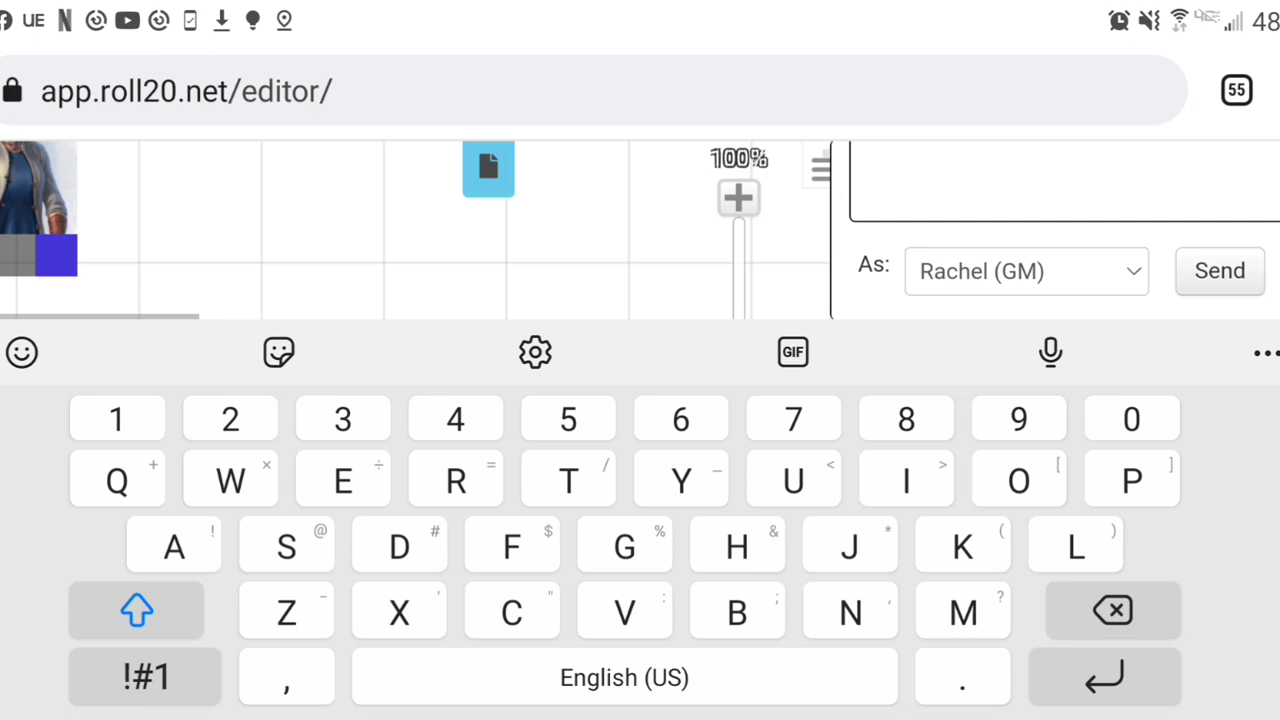 UE 48
app.roll20.net/editor/ 55
100%
As: Rachel (GM) Send
GIF
1 2 3 4 5 6 7 8 9 0
Q + W × E ÷ R = T / Y _ U < I > O [ P ]
A ! S @ D # F $ G % H & J * K ( L )
Z - X ' C " V : B ; N , M ?
!#1 , English (US) .